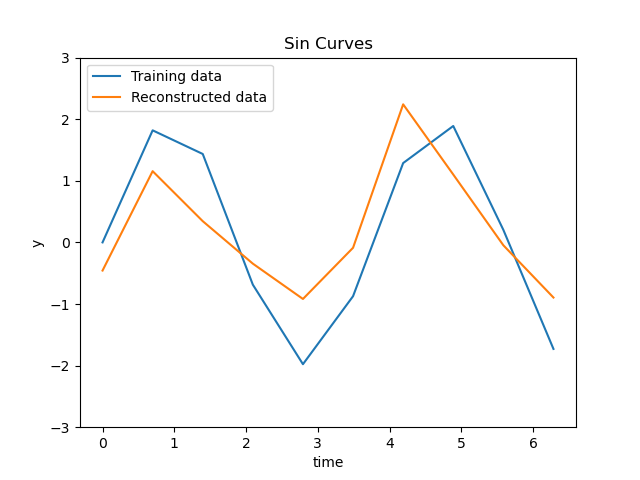 Sin Curves
Training data
Reconstructed data
3
2
1
0
−1
−2
−3
y
0 1 2 3 4 5 6
time